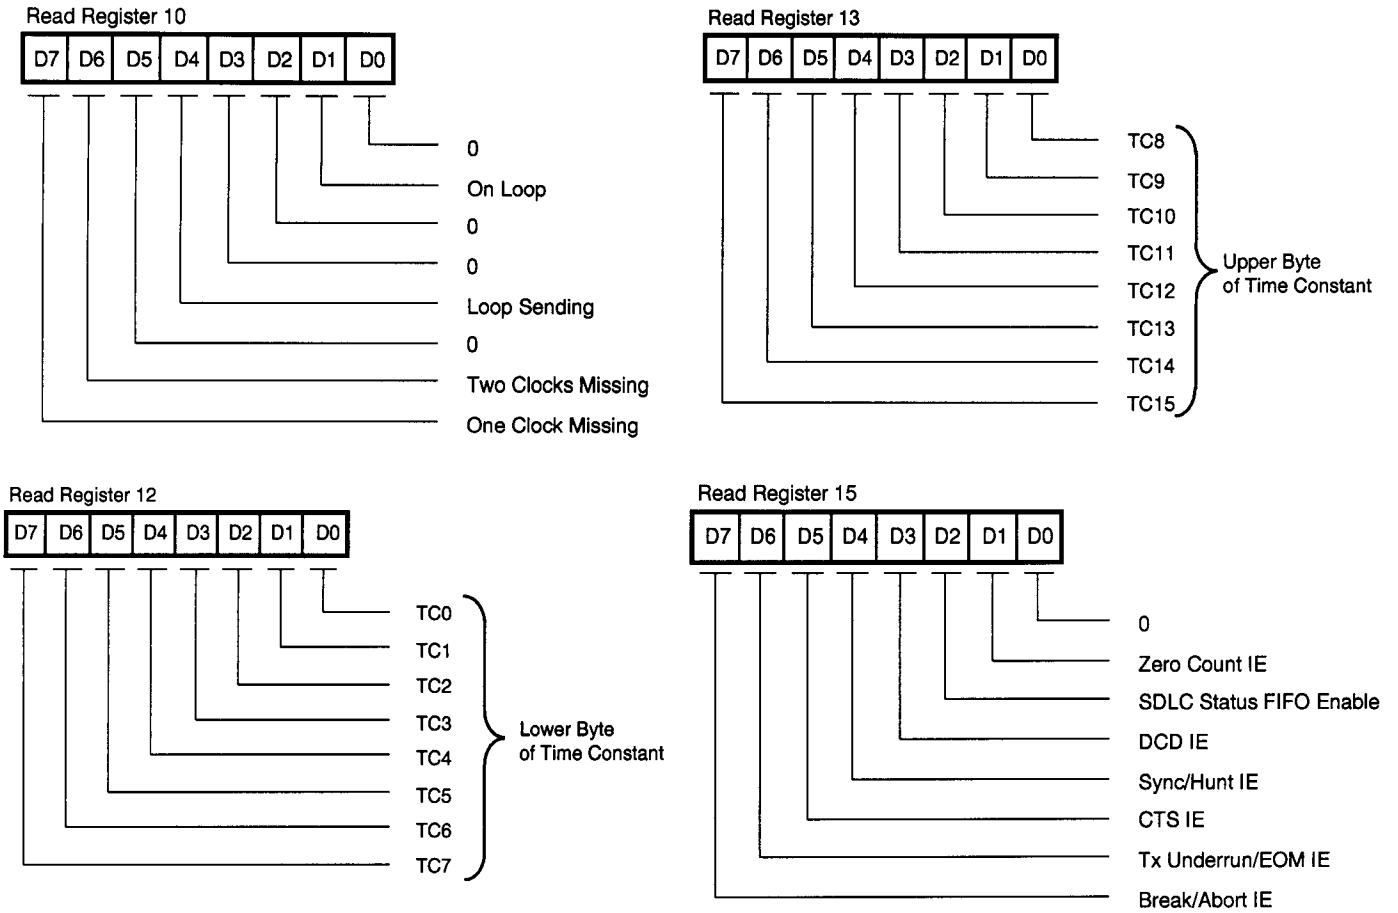 Read Register 10
D7 D6 D5 D4 D3 D2 D1 D0
0
On Loop
0
0
Loop Sending
0
Two Clocks Missing
One Clock Missing
Read Register 13
D7 D6 D5 D4 D3 D2 D1 D0
TC8
TC9
TC10
TC11
TC12
TC13
TC14
TC15
Upper Byte
of Time Constant
Read Register 12
D7 D6 D5 D4 D3 D2 D1 D0
TC0
TC1
TC2
TC3
TC4
TC5
TC6
TC7
Lower Byte
of Time Constant
Read Register 15
D7 D6 D5 D4 D3 D2 D1 D0
0
Zero Count IE
SDLC Status FIFO Enable
DCD IE
Sync/Hunt IE
CTS IE
Tx Underrun/EOM IE
Break/Abort IE